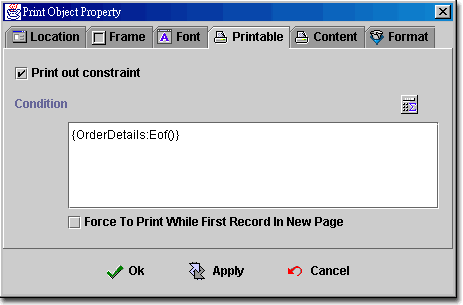 Print Object Property
Location Frame Font Printable Content Format
Print out constraint
Condition
{OrderDetails:Eof()}
Force To Print While First Record In New Page
Ok Apply Cancel